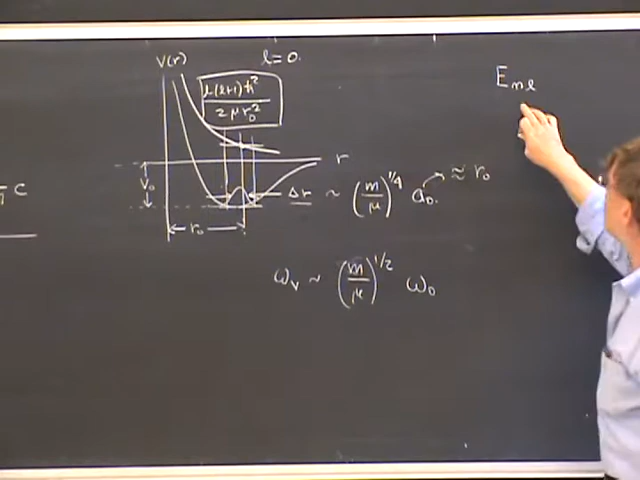 V(r)
l=0.
E_{nl}
l(l+1)ħ²
2μr₀²
r
V₀
Δr ~ (m/μ)^{1/4} a₀. ≈ r₀
C
r₀
ω_v ~ (m/μ)^{1/2} ω₀